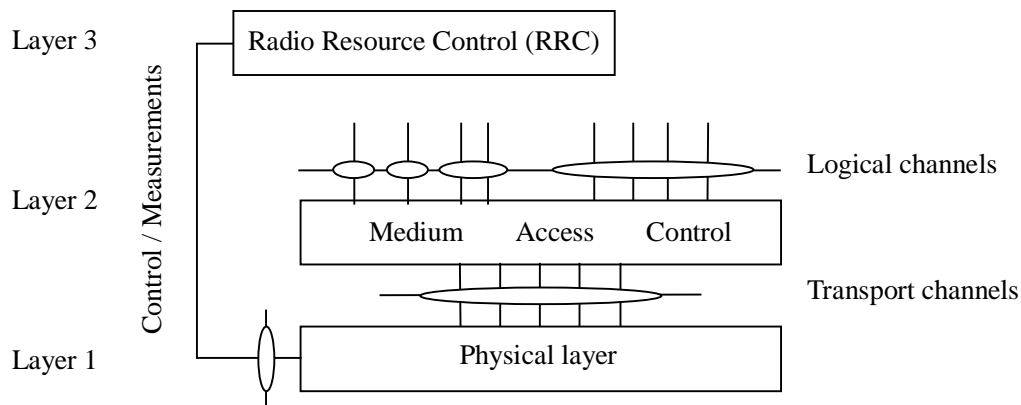 Layer 3
Radio Resource Control (RRC)
Control / Measurements
Logical channels
Layer 2
Medium Access Control
Transport channels
Layer 1
Physical layer